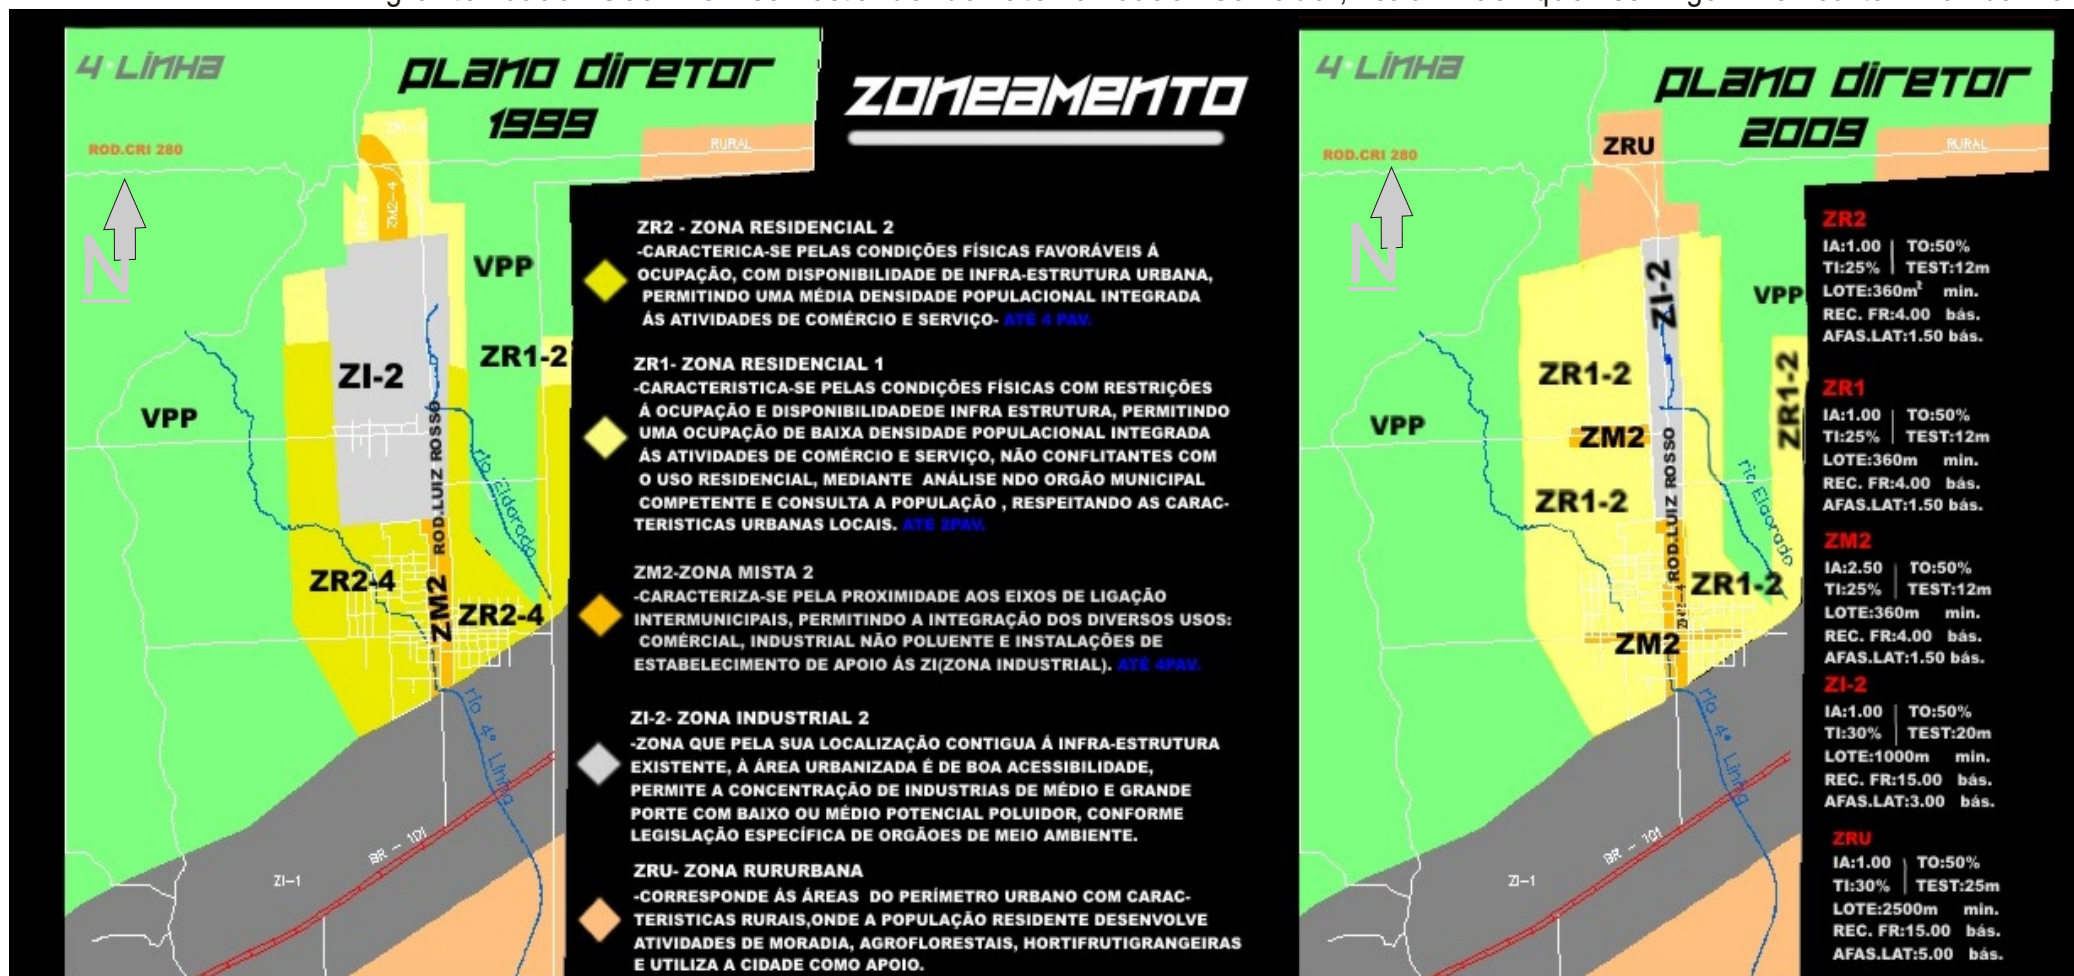 4·LINHA
PLANO DIRETOR
1999
ROD.CRI 280
RURAL
N
ZM2-4
VPP
ZR1-2
ZI-2
VPP
ROD.LUIZ ROSSO
rio Eldorado
ZR2-4
ZM2
ZR2-4
rio 4ª Linha
BR - 101
ZI-1
ZONEAMENTO
ZR2 - ZONA RESIDENCIAL 2
-CARACTERICA-SE PELAS CONDIÇÕES FÍSICAS FAVORÁVEIS Á
OCUPAÇÃO, COM DISPONIBILIDADE DE INFRA-ESTRUTURA URBANA,
PERMITINDO UMA MÉDIA DENSIDADE POPULACIONAL INTEGRADA
ÁS ATIVIDADES DE COMÉRCIO E SERVIÇO- ATÉ 4 PAV.
ZR1- ZONA RESIDENCIAL 1
-CARACTERISTICA-SE PELAS CONDIÇÕES FÍSICAS COM RESTRIÇÕES
Á OCUPAÇÃO E DISPONIBILIDADEDE INFRA ESTRUTURA, PERMITINDO
UMA OCUPAÇÃO DE BAIXA DENSIDADE POPULACIONAL INTEGRADA
ÁS ATIVIDADES DE COMÉRCIO E SERVIÇO, NÃO CONFLITANTES COM
O USO RESIDENCIAL, MEDIANTE ANÁLISE NDO ORGÃO MUNICIPAL
COMPETENTE E CONSULTA A POPULAÇÃO , RESPEITANDO AS CARAC-
TERISTICAS URBANAS LOCAIS. ATÉ 2PAV.
ZM2-ZONA MISTA 2
-CARACTERIZA-SE PELA PROXIMIDADE AOS EIXOS DE LIGAÇÃO
INTERMUNICIPAIS, PERMITINDO A INTEGRAÇÃO DOS DIVERSOS USOS:
COMÉRCIAL, INDUSTRIAL NÃO POLUENTE E INSTALAÇÕES DE
ESTABELECIMENTO DE APOIO ÁS ZI(ZONA INDUSTRIAL). ATÉ 4PAV.
ZI-2- ZONA INDUSTRIAL 2
-ZONA QUE PELA SUA LOCALIZAÇÃO CONTIGUA Á INFRA-ESTRUTURA
EXISTENTE, À ÁREA URBANIZADA É DE BOA ACESSIBILIDADE,
PERMITE A CONCENTRAÇÃO DE INDUSTRIAS DE MÉDIO E GRANDE
PORTE COM BAIXO OU MÉDIO POTENCIAL POLUIDOR, CONFORME
LEGISLAÇÃO ESPECÍFICA DE ORGÃOES DE MEIO AMBIENTE.
ZRU- ZONA RURURBANA
-CORRESPONDE ÁS ÁREAS DO PERÍMETRO URBANO COM CARAC-
TERISTICAS RURAIS,ONDE A POPULAÇÃO RESIDENTE DESENVOLVE
ATIVIDADES DE MORADIA, AGROFLORESTAIS, HORTIFRUTIGRANGEIRAS
E UTILIZA A CIDADE COMO APOIO.
4·LINHA
PLANO DIRETOR
2009
ROD.CRI 280
ZRU
RURAL
N
ZI-2
VPP
ZR1-2
ZR1-2
VPP
ZM2
ROD.LUIZ ROSSO
rio Eldorado
ZR1-2
ZR1-2
ZM2
rio 4ª Linha
BR - 101
ZI-1
ZR2
IA:1.00 | TO:50%
TI:25% | TEST:12m
LOTE:360m² min.
REC. FR:4.00 bás.
AFAS.LAT:1.50 bás.
ZR1
IA:1.00 | TO:50%
TI:25% | TEST:12m
LOTE:360m min.
REC. FR:4.00 bás.
AFAS.LAT:1.50 bás.
ZM2
IA:2.50 | TO:50%
TI:25% | TEST:12m
LOTE:360m min.
REC. FR:4.00 bás.
AFAS.LAT:1.50 bás.
ZI-2
IA:1.00 | TO:50%
TI:30% | TEST:20m
LOTE:1000m min.
REC. FR:15.00 bás.
AFAS.LAT:3.00 bás.
ZRU
IA:1.00 | TO:50%
TI:30% | TEST:25m
LOTE:2500m min.
REC. FR:15.00 bás.
AFAS.LAT:5.00 bás.